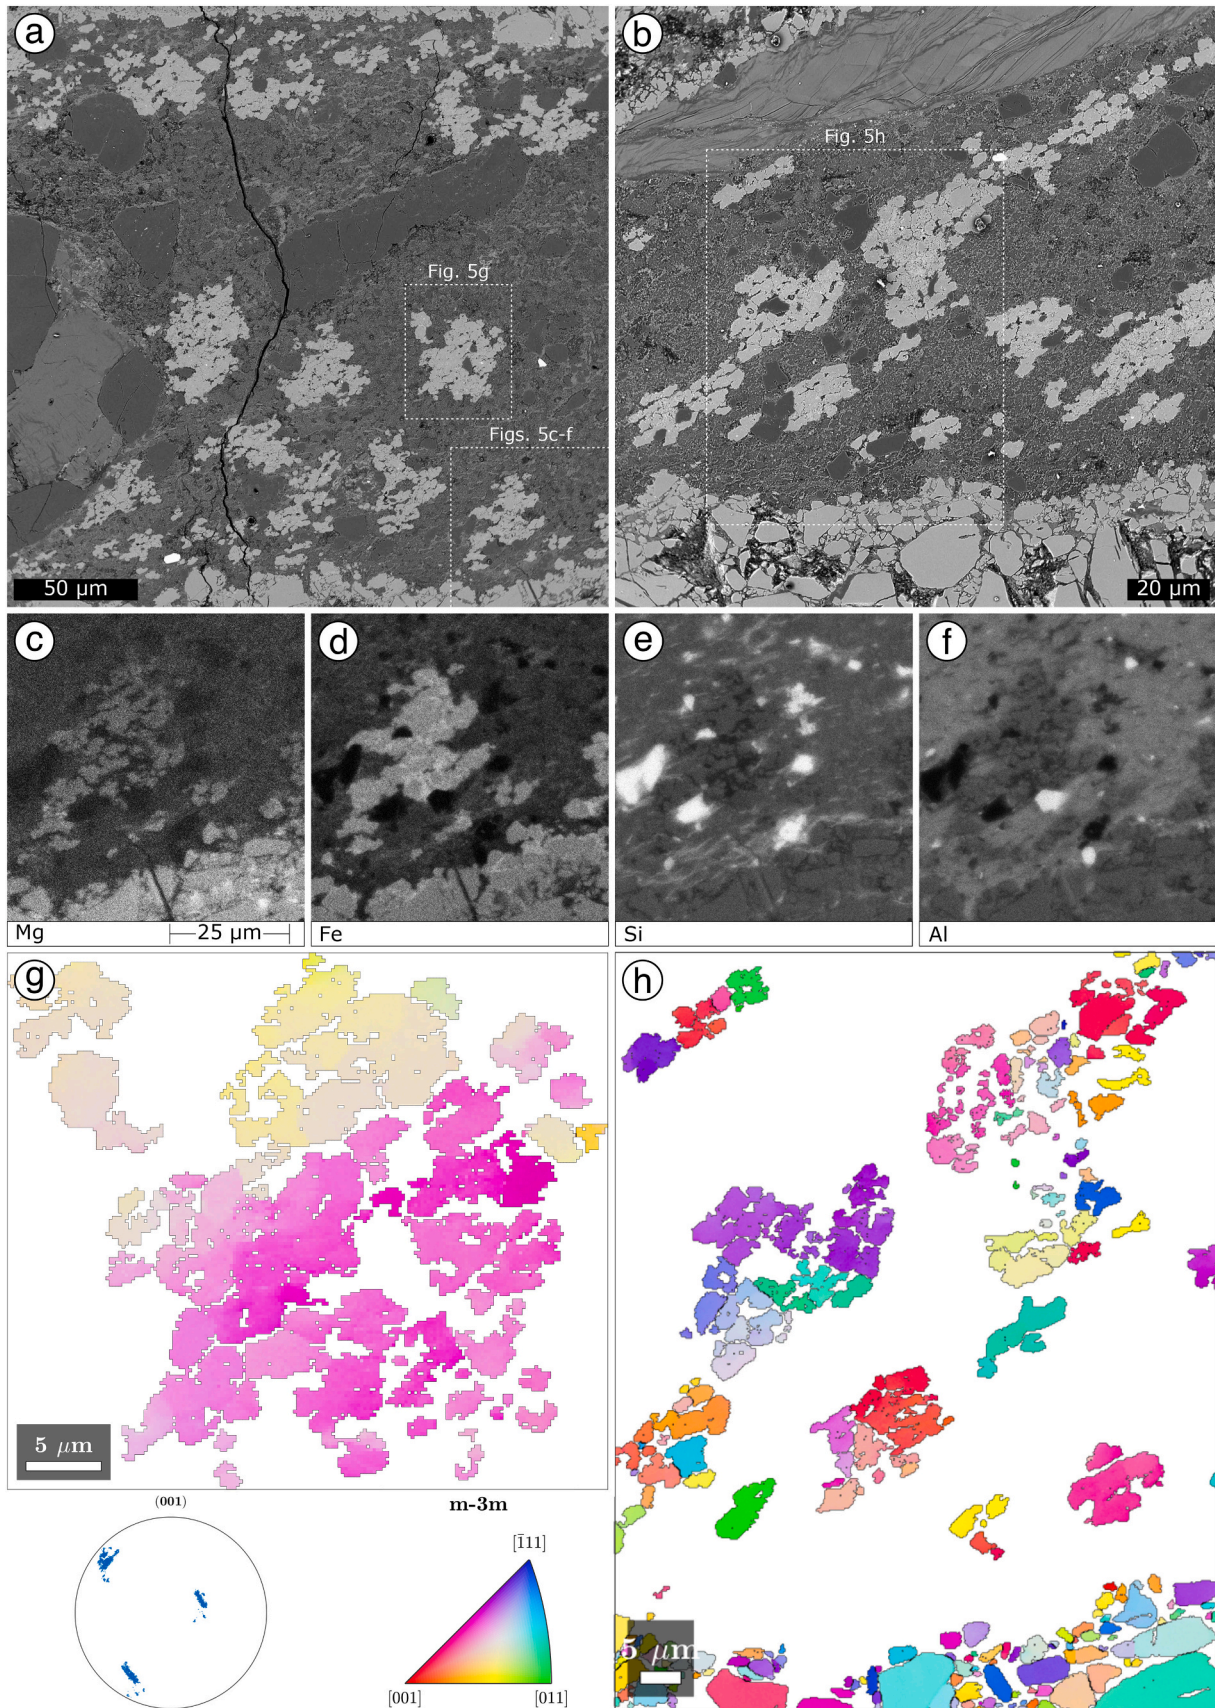 a
b
Fig. 5h
Fig. 5g
Figs. 5c-f
50 µm
20 µm
c
d
e
f
Mg
25 µm
Fe
Si
Al
g
h
5 µm
(001)
m-3m
[1̅11]
[001]
[011]
5 µm